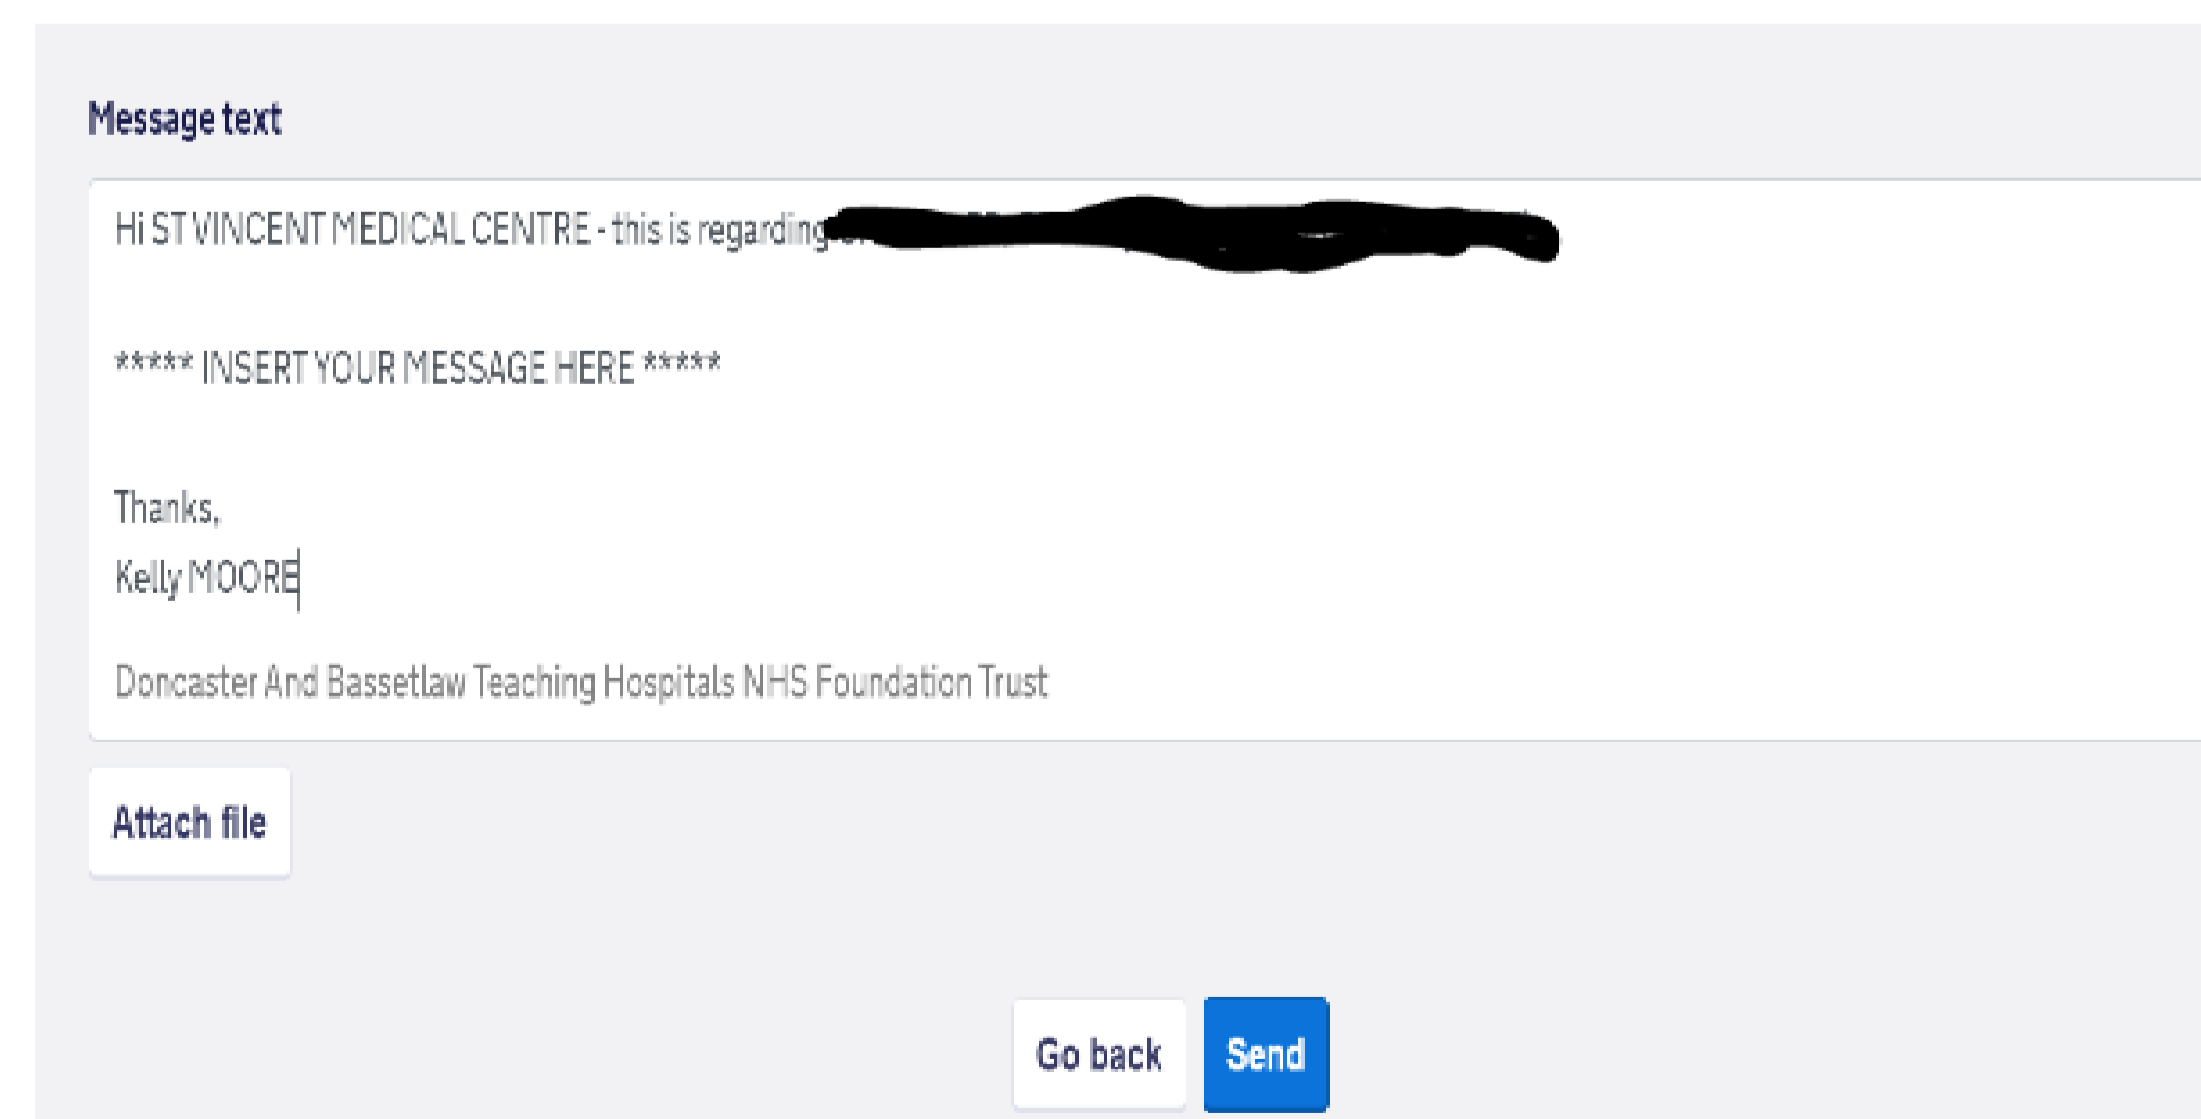 Message text
Hi ST VINCENT MEDICAL CENTRE - this is regarding
***** INSERT YOUR MESSAGE HERE *****
Thanks,
Kelly MOORE
Doncaster And Bassetlaw Teaching Hospitals NHS Foundation Trust
Attach file
Go back
Send